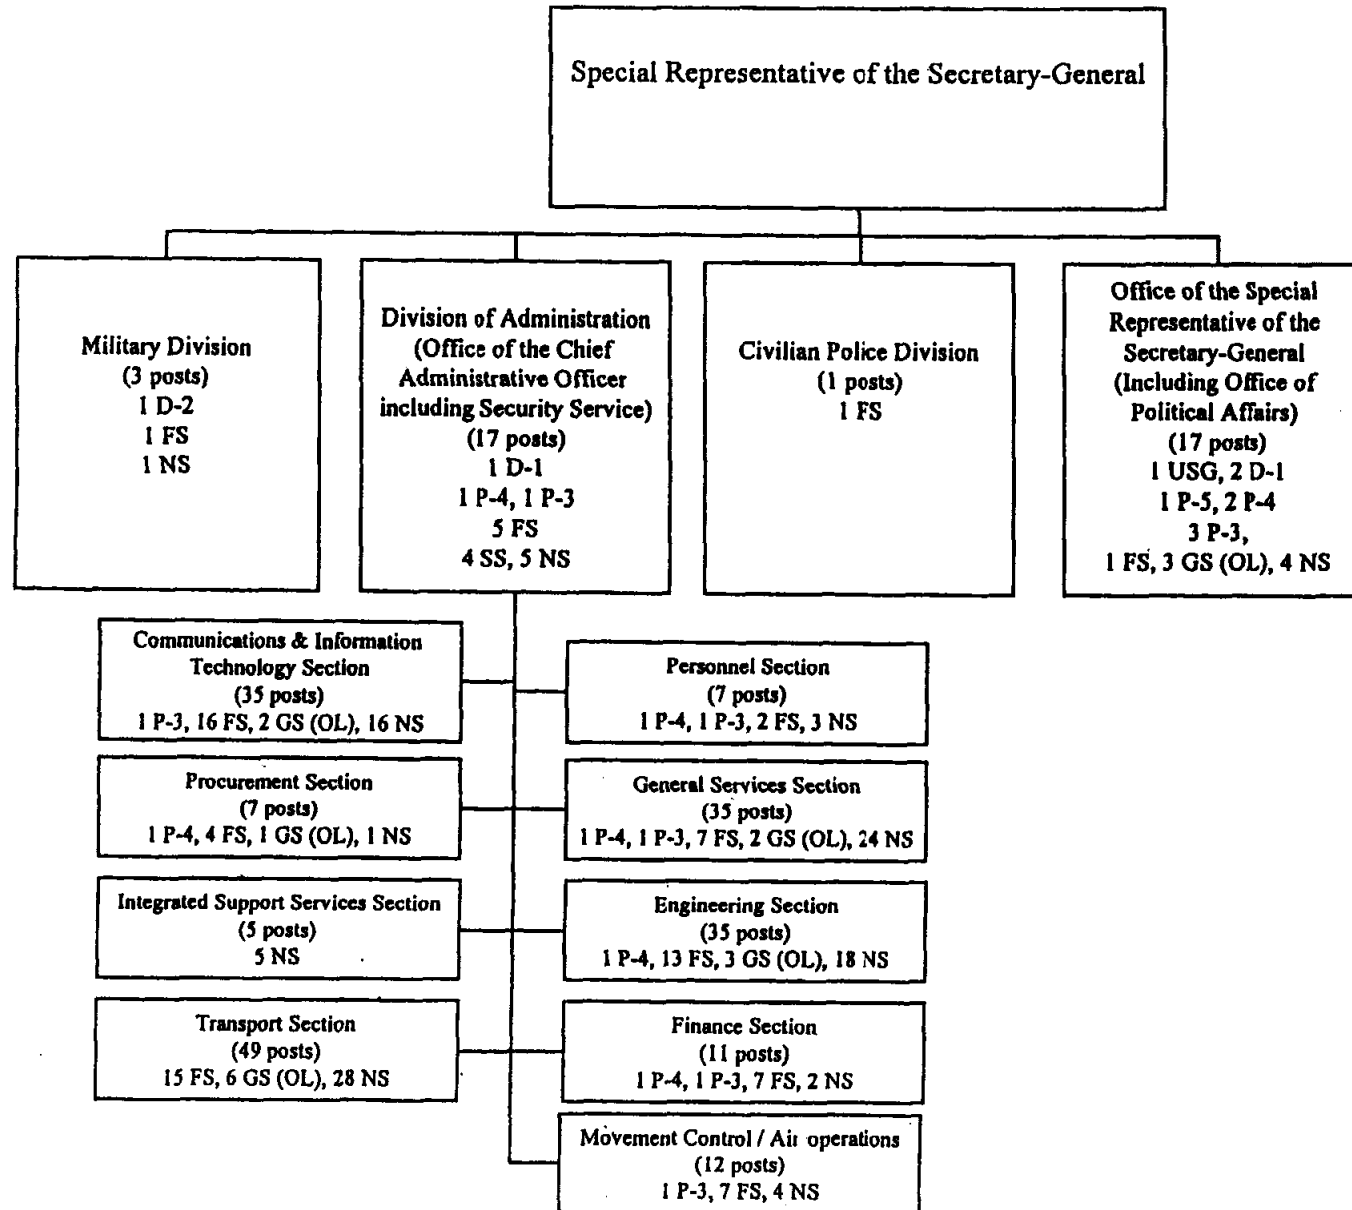 Special Representative of the Secretary-General
Military Division
(3 posts)
1 D-2
1 FS
1 NS
Division of Administration
(Office of the Chief
Administrative Officer
including Security Service)
(17 posts)
1 D-1
1 P-4, 1 P-3
5 FS
4 SS, 5 NS
Civilian Police Division
(1 posts)
1 FS
Office of the Special
Representative of the
Secretary-General
(Including Office of
Political Affairs)
(17 posts)
1 USG, 2 D-1
1 P-5, 2 P-4
3 P-3,
1 FS, 3 GS (OL), 4 NS
Communications & Information
Technology Section
(35 posts)
1 P-3, 16 FS, 2 GS (OL), 16 NS
Personnel Section
(7 posts)
1 P-4, 1 P-3, 2 FS, 3 NS
Procurement Section
(7 posts)
1 P-4, 4 FS, 1 GS (OL), 1 NS
General Services Section
(35 posts)
1 P-4, 1 P-3, 7 FS, 2 GS (OL), 24 NS
Integrated Support Services Section
(5 posts)
5 NS
Engineering Section
(35 posts)
1 P-4, 13 FS, 3 GS (OL), 18 NS
Transport Section
(49 posts)
15 FS, 6 GS (OL), 28 NS
Finance Section
(11 posts)
1 P-4, 1 P-3, 7 FS, 2 NS
Movement Control / Air operations
(12 posts)
1 P-3, 7 FS, 4 NS